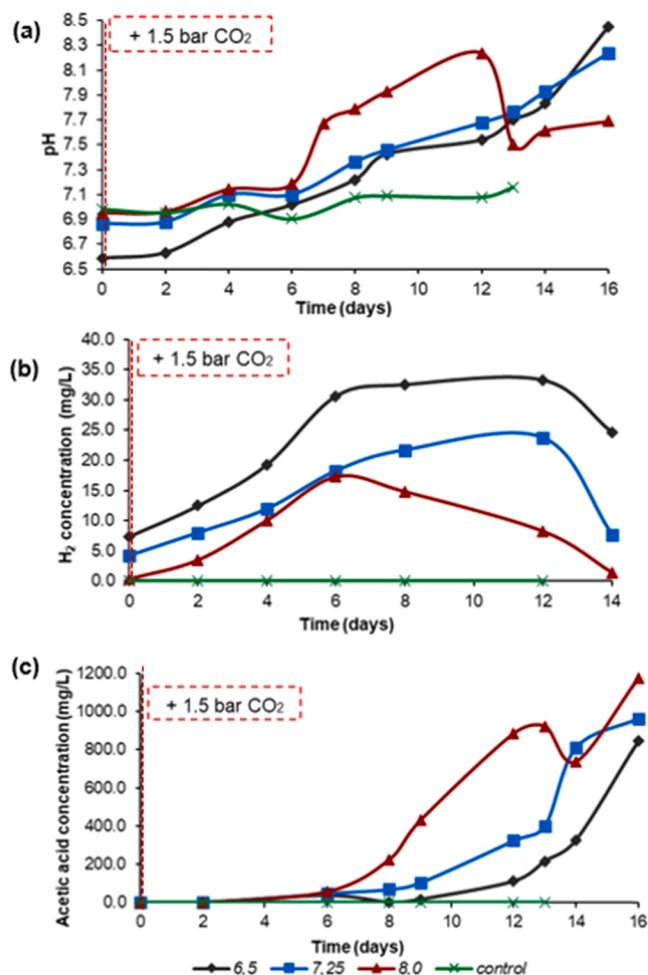 (a)
+ 1.5 bar CO₂
8.5
8.3
8.1
7.9
7.7
7.5
7.3
7.1
6.9
6.7
6.5
pH
0 2 4 6 8 10 12 14 16
Time (days)
(b)
+ 1.5 bar CO₂
40.0
35.0
30.0
25.0
20.0
15.0
10.0
5.0
0.0
H₂ concentration (mg/L)
0 2 4 6 8 10 12 14
Time (days)
(c)
+ 1.5 bar CO₂
1200.0
1000.0
800.0
600.0
400.0
200.0
0.0
Acetic acid concentration (mg/L)
0 2 4 6 8 10 12 14 16
Time (days)
6.5 7.25 8.0 control